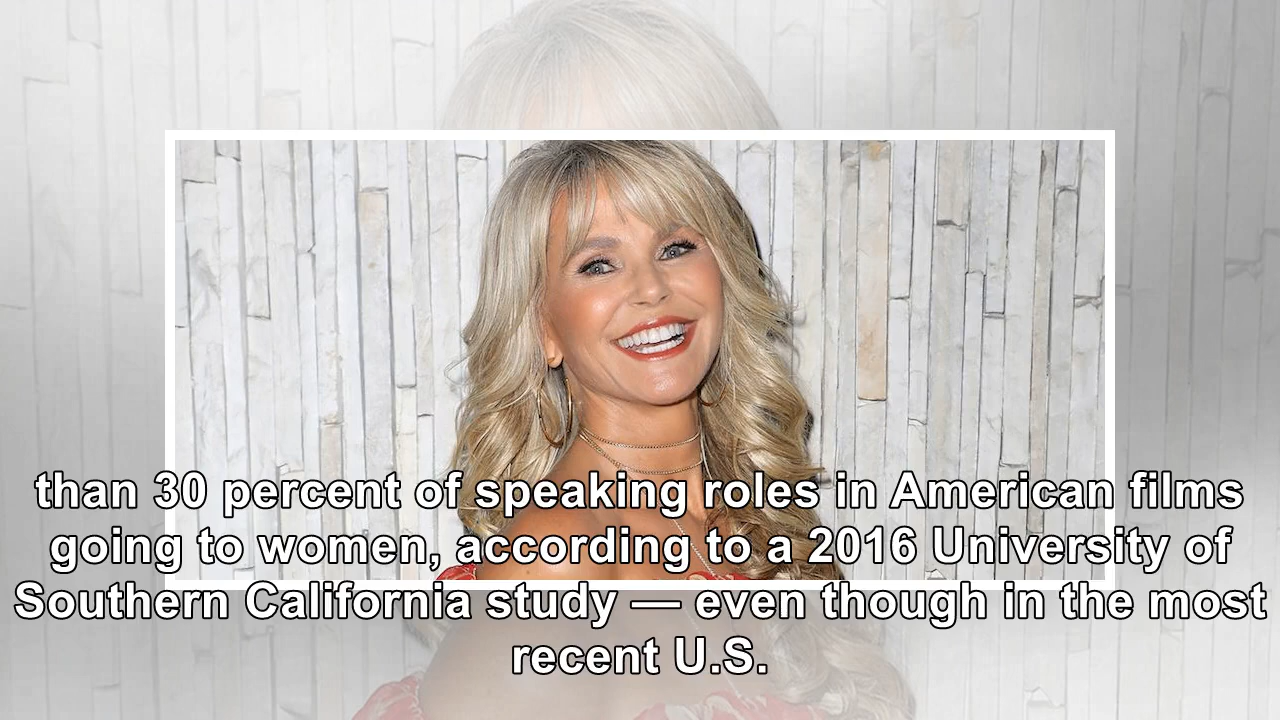 than 30 percent of speaking roles in American films
going to women, according to a 2016 University of
Southern California study — even though in the most
recent U.S.